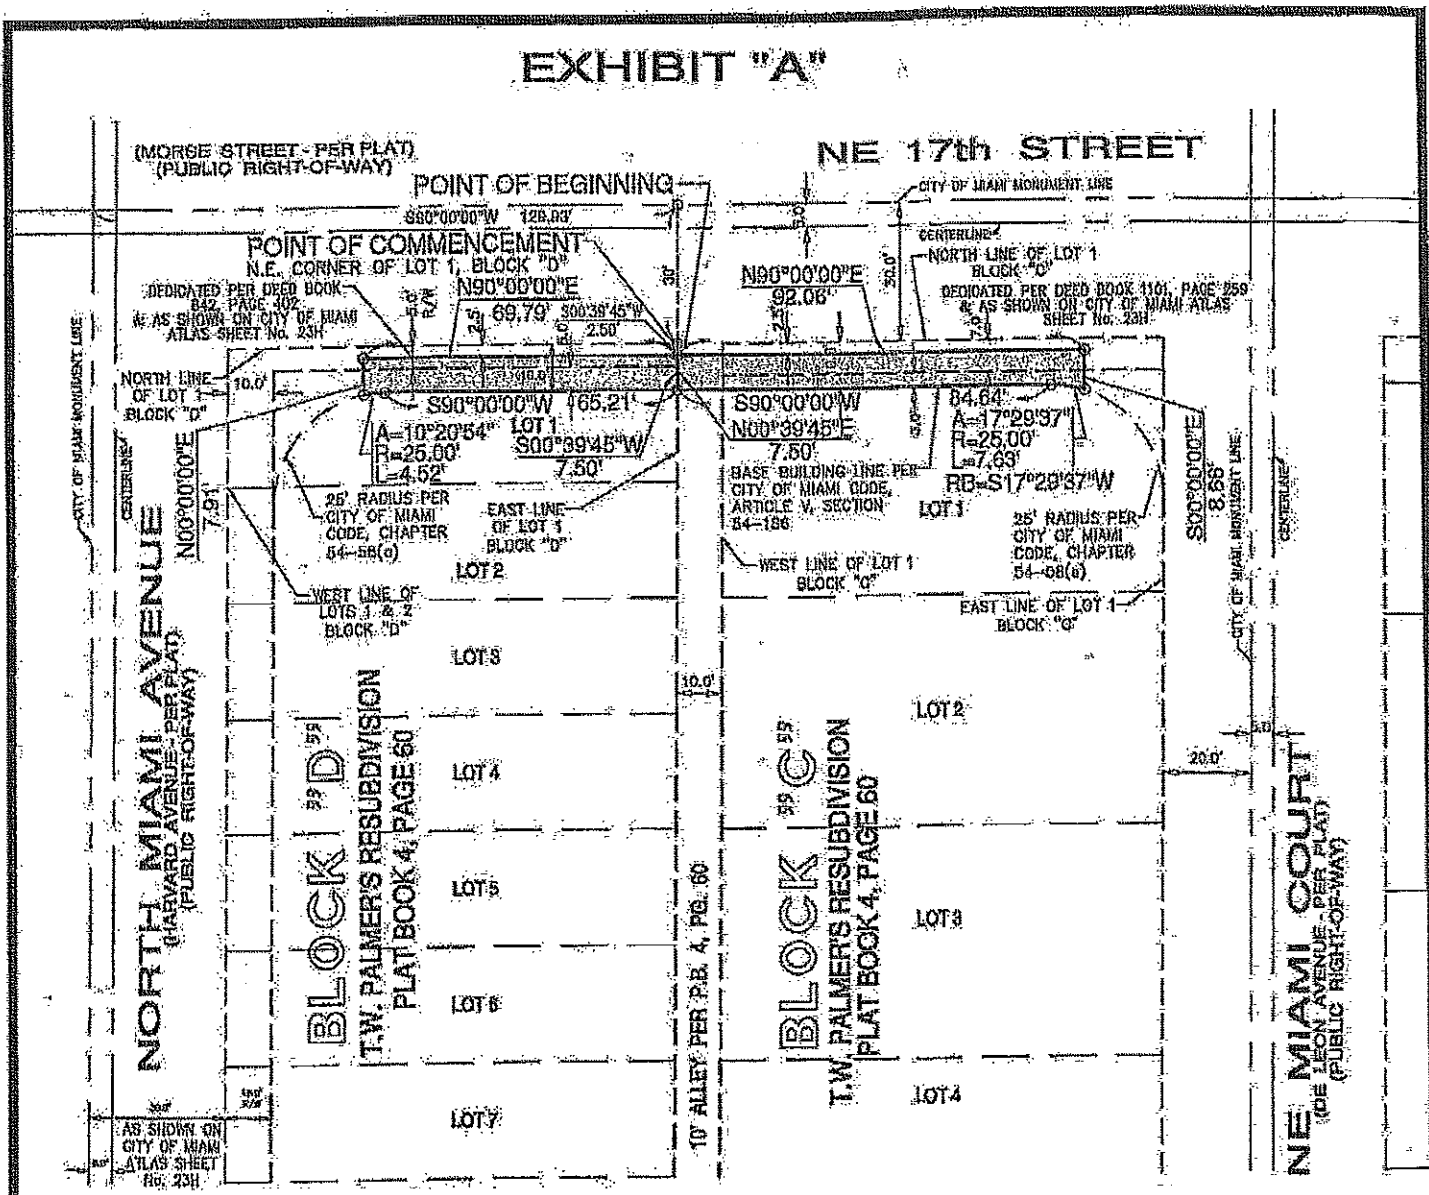 EXHIBIT "A"
(MORSE STREET - PER PLAT)
(PUBLIC RIGHT-OF-WAY)
NE 17th STREET
POINT OF BEGINNING
CITY OF MIAMI MONUMENT LINE
CENTERLINE
POINT OF COMMENCEMENT
N.E. CORNER OF LOT 1, BLOCK "D"
NORTH LINE OF LOT 1
N90°00'00"E
69.79'
S00°39'45"W
2.50'
N90°00'00"E
92.06'
30'
30.0'
DEDICATED PER DEED BOOK
842, PAGE 402
& AS SHOWN ON CITY OF MIAMI
ATLAS SHEET No. 23H
DEDICATED PER DEED BOOK 1101, PAGE 259
& AS SHOWN ON CITY OF MIAMI ATLAS
SHEET No. 23H
5.0'
R/W
NORTH LINE
OF LOT 1
BLOCK "D"
10.0'
CITY OF MIAMI MONUMENT LINE
CENTERLINE
N00°00'00"E
7.91'
S90°00'00"W 65.21'
A=10°20'54"
R=25.00'
L=4.52'
LOT 1
S00°39'45"W
7.50'
S90°00'00"W
84.64'
N00°39'45"E
7.50'
A=17°29'37"
R=25.00'
L=7.63'
RB=S17°29'37"W
S00°00'00"E
8.66'
25' RADIUS PER
CITY OF MIAMI
CODE, CHAPTER
EAST LINE
OF LOT 1
BLOCK "D"
BASE BUILDING LINE PER
CITY OF MIAMI CODE,
ARTICLE V, SECTION
LOT 1
25' RADIUS PER
CITY OF MIAMI
CODE, CHAPTER
LOT 2
WEST LINE OF LOT 1
WEST LINE OF
LOTS 1 & 2
BLOCK "D"
EAST LINE OF LOT 1
CITY OF MIAMI MONUMENT LINE
CENTERLINE
LOT 3
10.0'
LOT 2
20.0'
LOT 4
LOT 5
LOT 3
LOT 6
LOT 7
LOT 4
NORTH MIAMI AVENUE
(HARVARD AVENUE - PER PLAT)
(PUBLIC RIGHT-OF-WAY)
BLOCK "D"
T.W. PALMER'S RESUBDIVISION
PLAT BOOK 4, PAGE 60
10' ALLEY PER P.B. 4, PG. 60
BLOCK "C"
T.W. PALMER'S RESUBDIVISION
PLAT BOOK 4, PAGE 60
NE MIAMI COURT
(DE LEON AVENUE - PER PLAT)
(PUBLIC RIGHT-OF-WAY)
AS SHOWN ON
CITY OF MIAMI
ATLAS SHEET
No. 23H